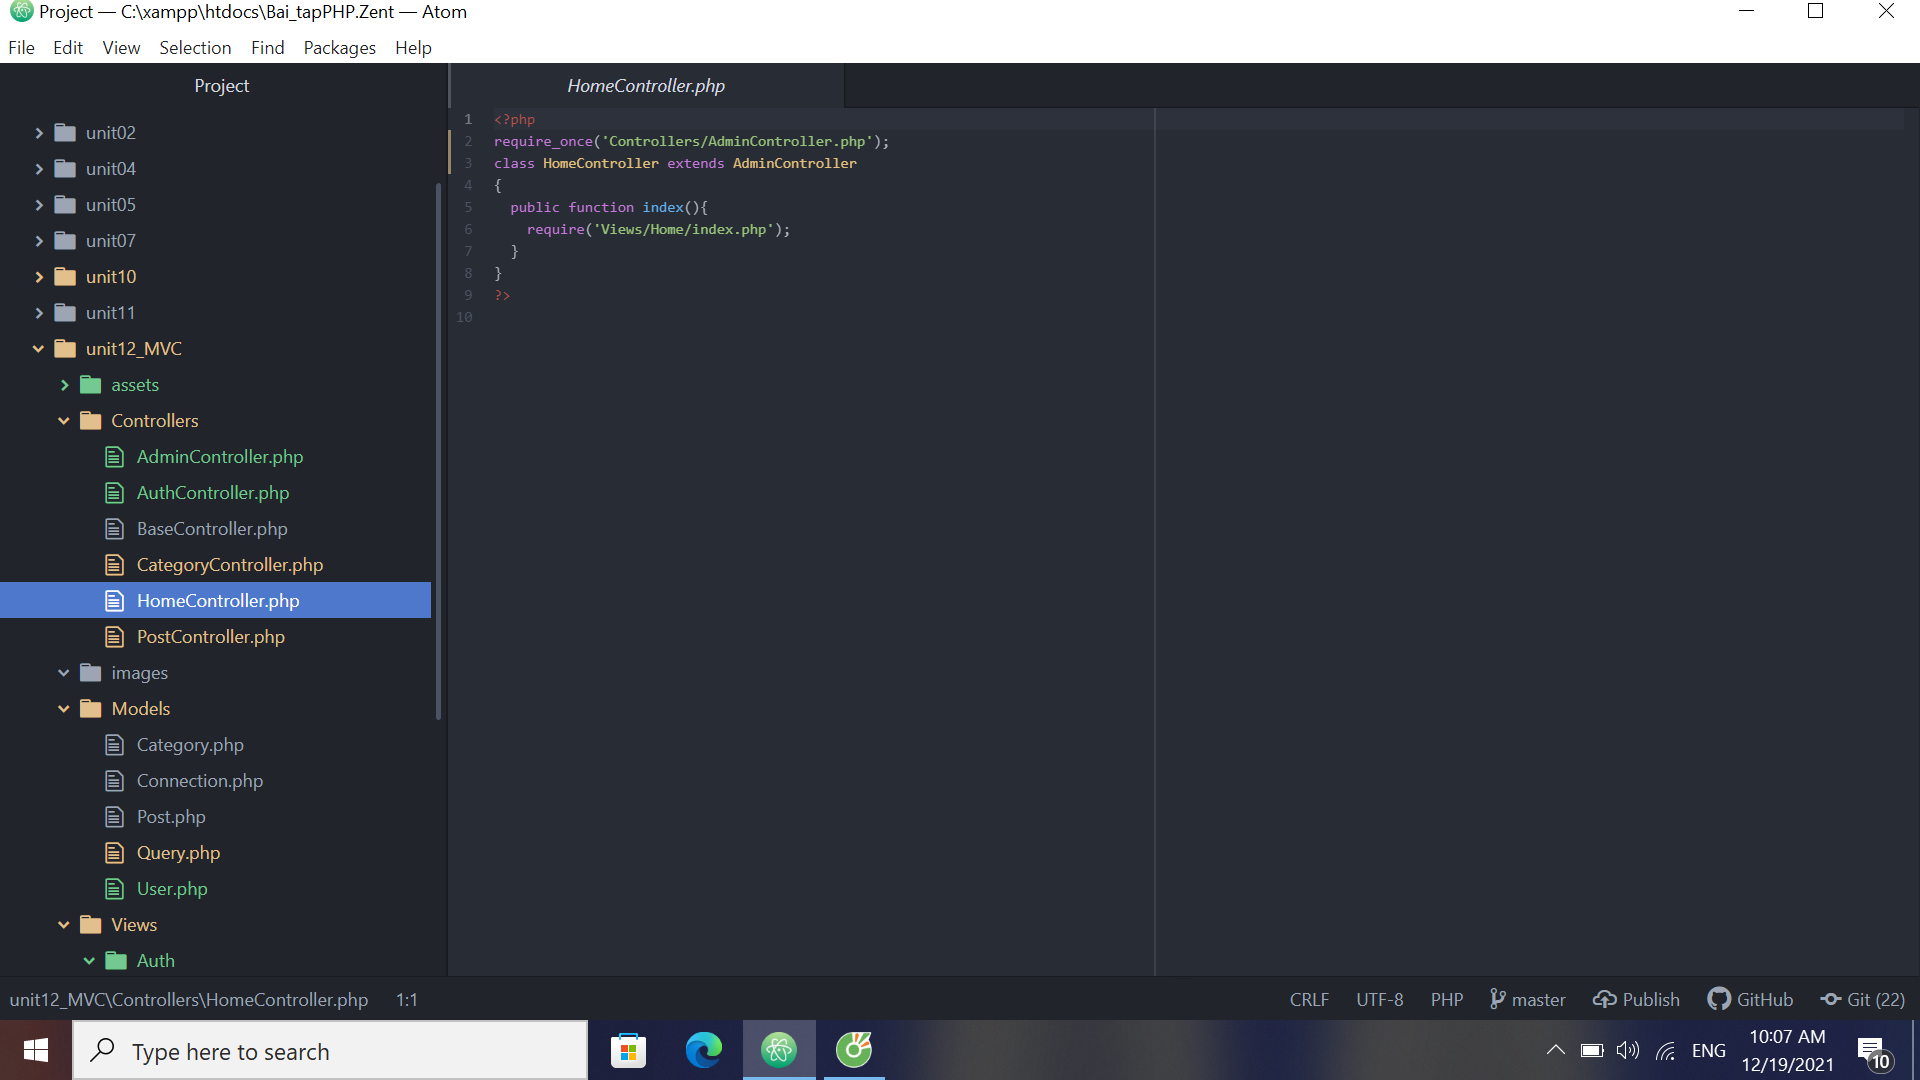 Project — C:\xampp\htdocs\Bai_tapPHP.Zent — Atom
File Edit View Selection Find Packages Help
Project
unit02
unit04
unit05
unit07
unit10
unit11
unit12_MVC
assets
Controllers
AdminController.php
AuthController.php
BaseController.php
CategoryController.php
HomeController.php
PostController.php
images
Models
Category.php
Connection.php
Post.php
Query.php
User.php
Views
Auth
HomeController.php
1 <?php
2 require_once('Controllers/AdminController.php');
3 class HomeController extends AdminController
4 {
5   public function index(){
6     require('Views/Home/index.php');
7   }
8 }
9 ?>
10
unit12_MVC\Controllers\HomeController.php 1:1
CRLF UTF-8 PHP master Publish GitHub Git (22)
Type here to search
ENG
10:07 AM
12/19/2021
10